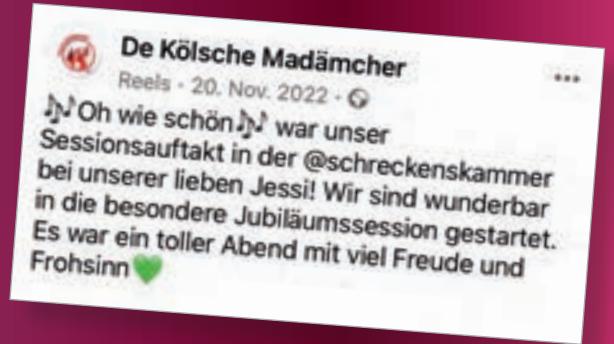 De Kölsche Madämcher
Reels · 20. Nov. 2022 ·
🎶Oh wie schön🎶 war unser
Sessionsauftakt in der @schreckenskammer
bei unserer lieben Jessi! Wir sind wunderbar
in die besondere Jubiläumssession gestartet.
Es war ein toller Abend mit viel Freude und
Frohsinn💚